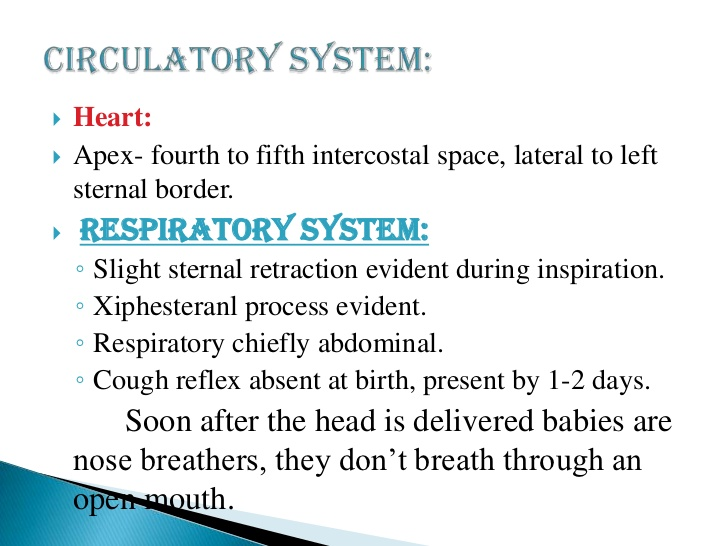 CIRCULATORY SYSTEM:
Heart:
Apex- fourth to fifth intercostal space, lateral to left
sternal border.
RESPIRATORY SYSTEM:
Slight sternal retraction evident during inspiration.
Xiphesteranl process evident.
Respiratory chiefly abdominal.
Cough reflex absent at birth, present by 1-2 days.
Soon after the head is delivered babies are
nose breathers, they don’t breath through an
open mouth.